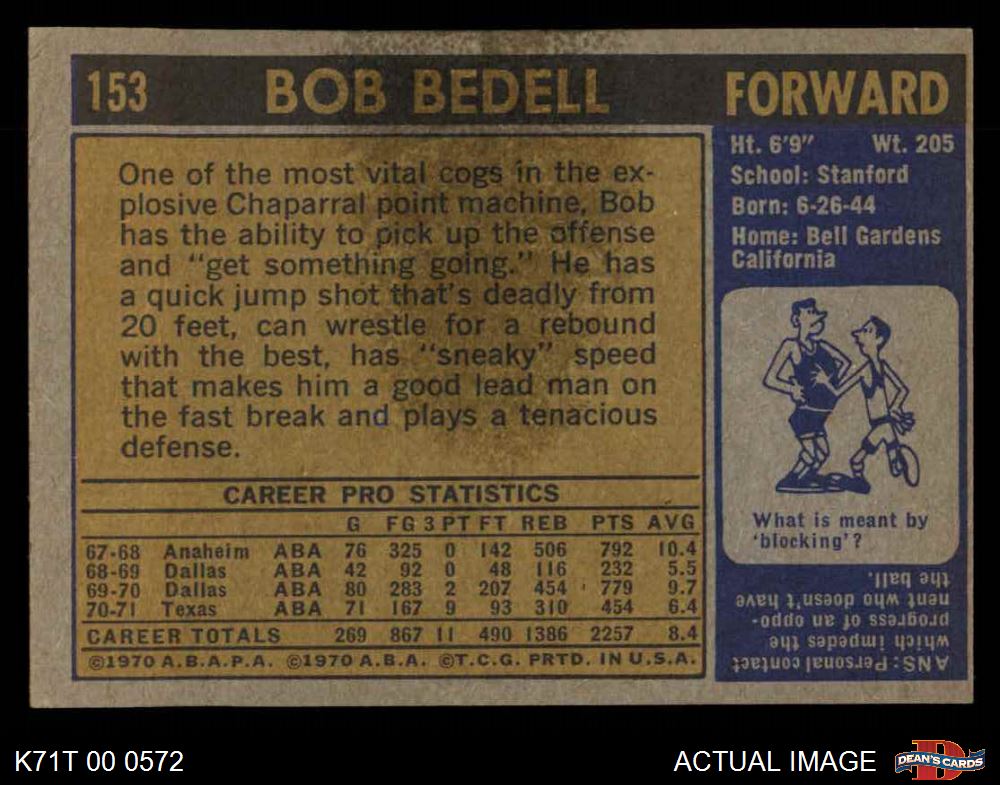 153 BOB BEDELL FORWARD
One of the most vital cogs in the ex-
plosive Chaparral point machine, Bob
has the ability to pick up the offense
and "get something going." He has
a quick jump shot that's deadly from
20 feet, can wrestle for a rebound
with the best, has "sneaky" speed
that makes him a good lead man on
the fast break and plays a tenacious
defense.
CAREER PRO STATISTICS
G FG 3 PT FT REB PTS AVG
67-68 Anaheim ABA 76 325 0 142 506 792 10.4
68-69 Dallas ABA 42 92 0 48 116 232 5.5
69-70 Dallas ABA 80 283 2 207 454 779 9.7
70-71 Texas ABA 71 167 9 93 310 454 6.4
CAREER TOTALS 269 867 11 490 1386 2257 8.4
©1970 A.B.A.P.A. ©1970 A.B.A. ©T.C.G. PRTD. IN U.S.A.
Ht. 6'9" Wt. 205
School: Stanford
Born: 6-26-44
Home: Bell Gardens
California
What is meant by
'blocking'?
ANS: Personal contact
which impedes the
progress of an oppo-
nent who doesn't have
the ball.
K71T 00 0572
ACTUAL IMAGE
DEAN'S CARDS